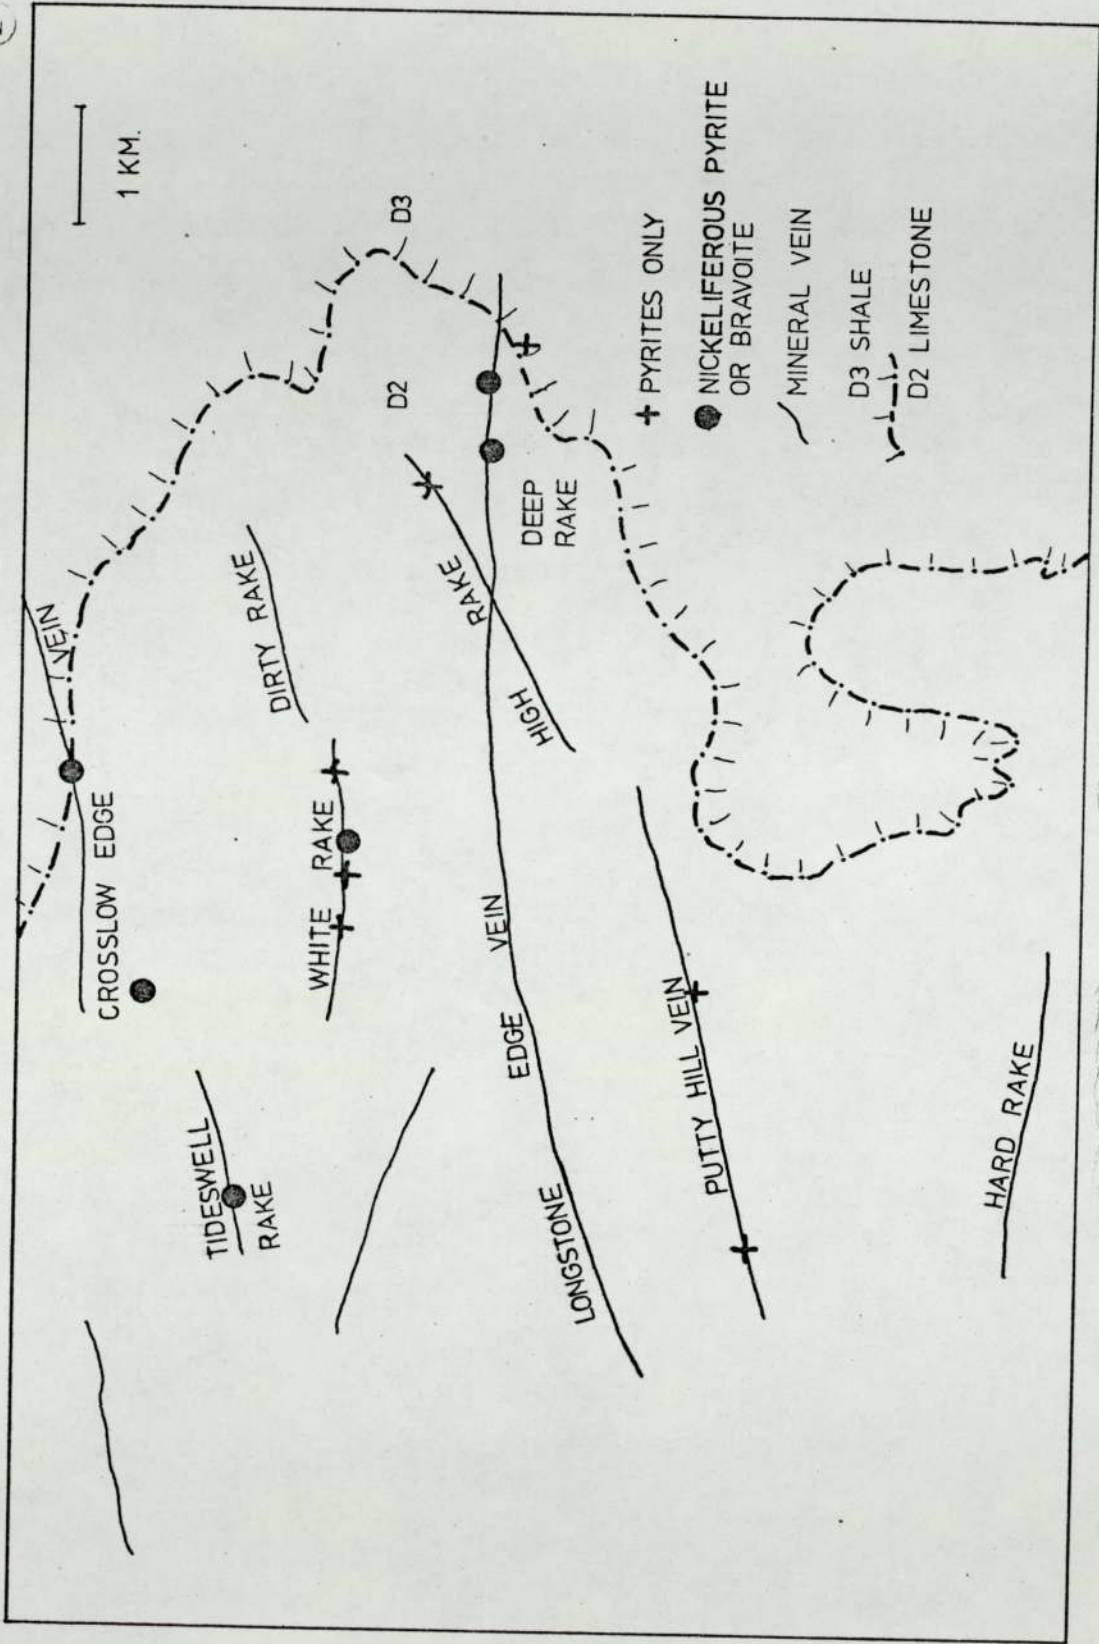 1 KM.
D3
D2
CROSSLOW EDGE VEIN
DIRTY RAKE
WHITE RAKE
TIDESWELL
RAKE
HIGH RAKE
DEEP
RAKE
LONGSTONE EDGE VEIN
PUTTY HILL VEIN
HARD RAKE
PYRITES ONLY
NICKELIFEROUS PYRITE
OR BRAVOITE
MINERAL VEIN
D3 SHALE
D2 LIMESTONE